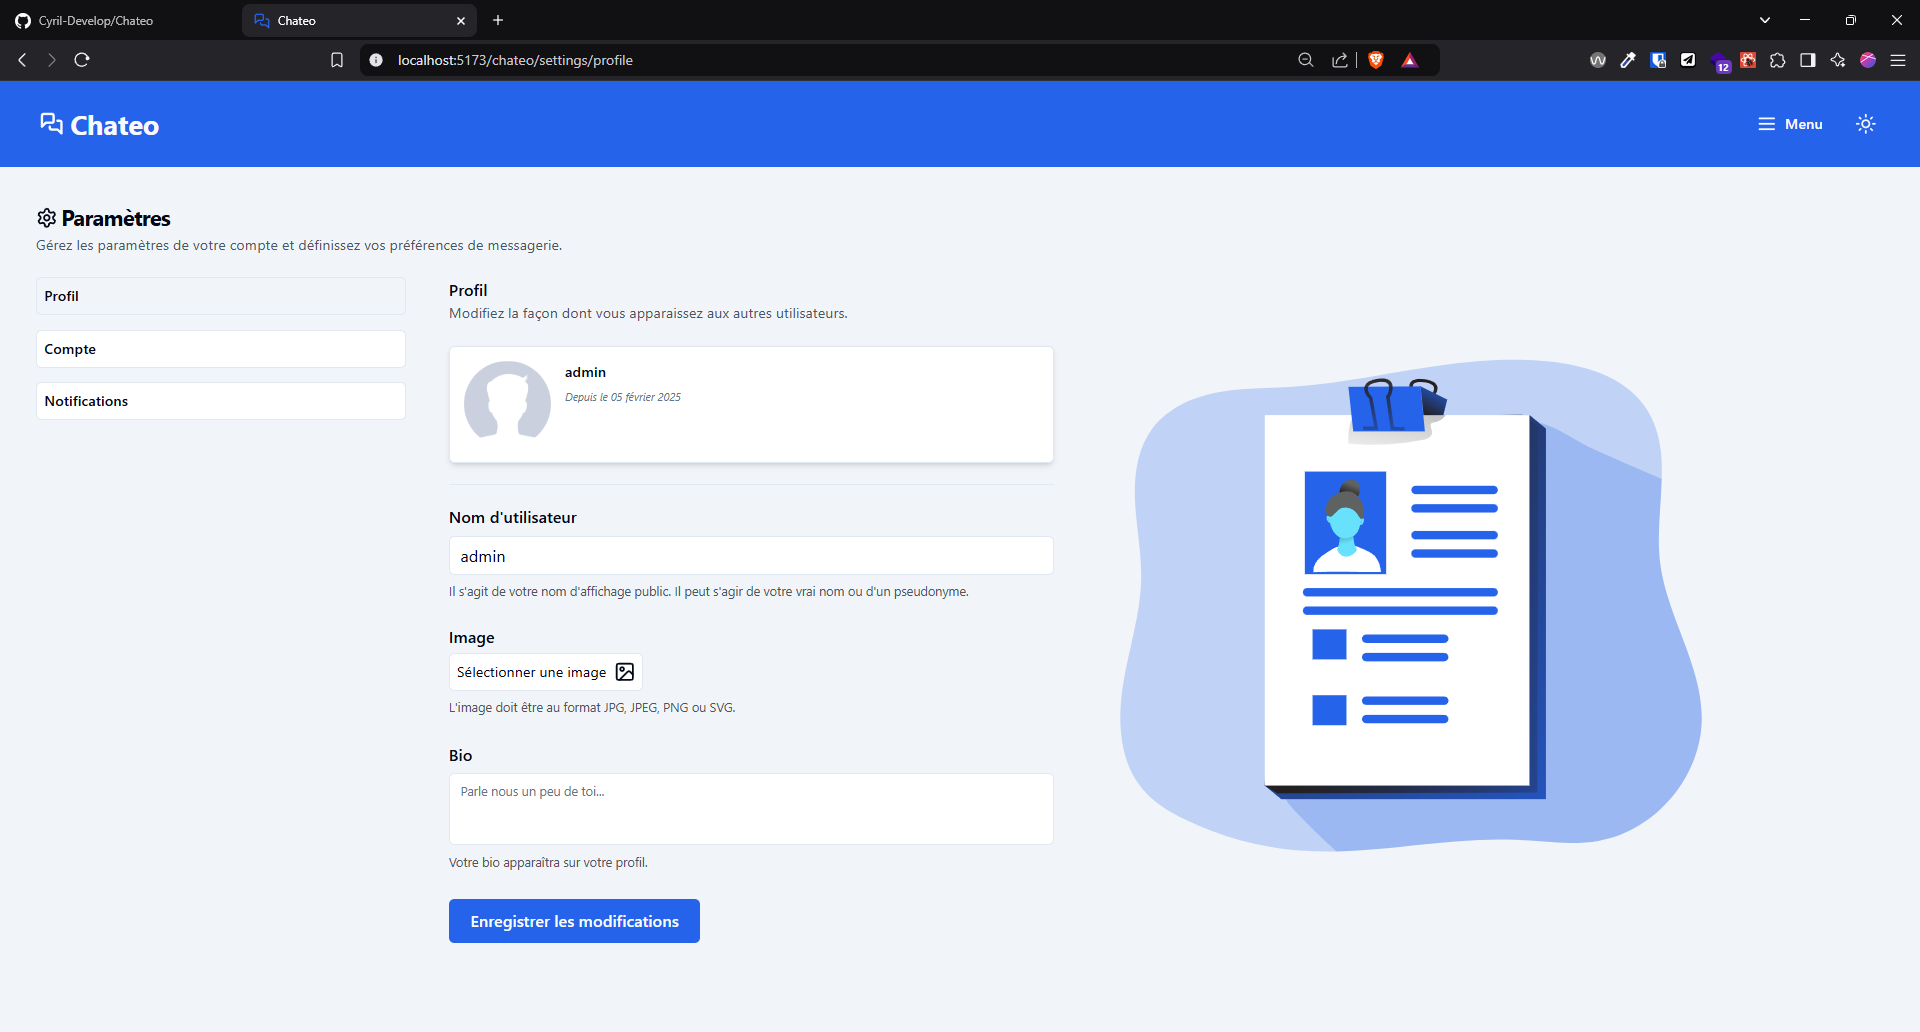 Cyril-Develop/Chateo
Chateo
localhost:5173/chateo/settings/profile
12
Chateo
Menu
Paramètres
Gérez les paramètres de votre compte et définissez vos préférences de messagerie.
Profil
Compte
Notifications
Profil
Modifiez la façon dont vous apparaissez aux autres utilisateurs.
admin
Depuis le 05 février 2025
Nom d'utilisateur
admin
Il s'agit de votre nom d'affichage public. Il peut s'agir de votre vrai nom ou d'un pseudonyme.
Image
Sélectionner une image
L'image doit être au format JPG, JPEG, PNG ou SVG.
Bio
Parle nous un peu de toi...
Votre bio apparaîtra sur votre profil.
Enregistrer les modifications